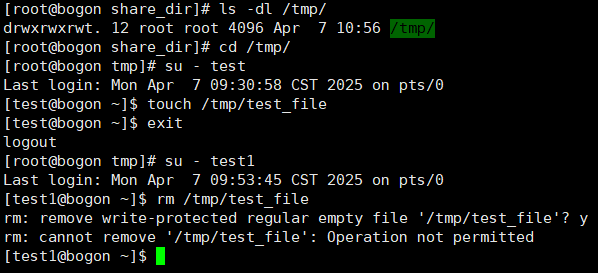 [root@bogon share_dir]# ls -dl /tmp/
drwxrwxrwt. 12 root root 4096 Apr  7 10:56 /tmp/
[root@bogon share_dir]# cd /tmp/
[root@bogon tmp]# su - test
Last login: Mon Apr  7 09:30:58 CST 2025 on pts/0
[test@bogon ~]$ touch /tmp/test_file
[test@bogon ~]$ exit
logout
[root@bogon tmp]# su - test1
Last login: Mon Apr  7 09:53:45 CST 2025 on pts/0
[test1@bogon ~]$ rm /tmp/test_file
rm: remove write-protected regular empty file '/tmp/test_file'? y
rm: cannot remove '/tmp/test_file': Operation not permitted
[test1@bogon ~]$